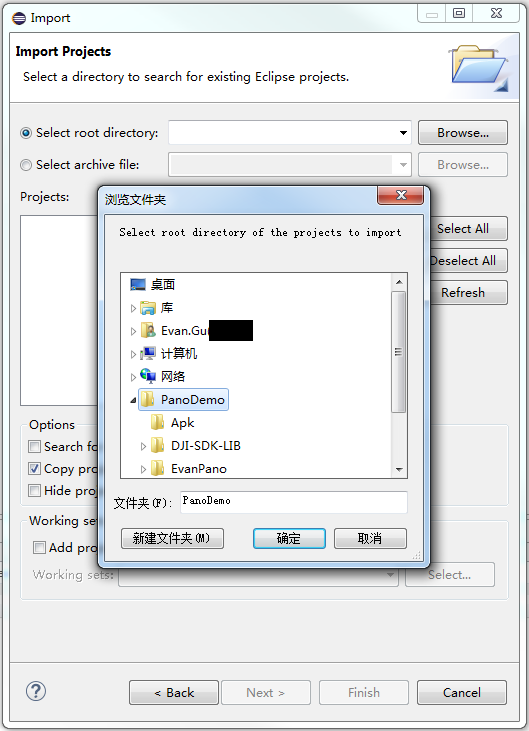 Import
Import Projects
Select a directory to search for existing Eclipse projects.
Select root directory:
Browse...
Select archive file:
Browse...
Projects:
Select All
Deselect All
Refresh
浏览文件夹
Select root directory of the projects to import
桌面
库
Evan.Gu
计算机
网络
PanoDemo
Apk
DJI-SDK-LIB
EvanPano
文件夹(F): PanoDemo
新建文件夹(M)
确定
取消
Options
Search fo
Copy pro
Hide proj
Working set
Add proj
Working sets:
Select...
< Back
Next >
Finish
Cancel